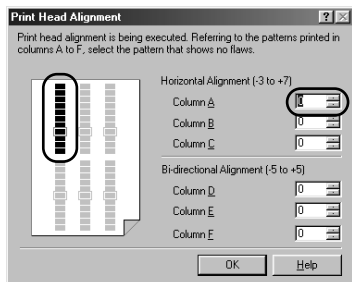 Print Head Alignment
Print head alignment is being executed. Referring to the patterns printed in
columns A to F, select the pattern that shows no flaws.
Horizontal Alignment (-3 to +7)
Column A 0
Column B 0
Column C 0
Bi-directional Alignment (-5 to +5)
Column D 0
Column E 0
Column F 0
OK Help